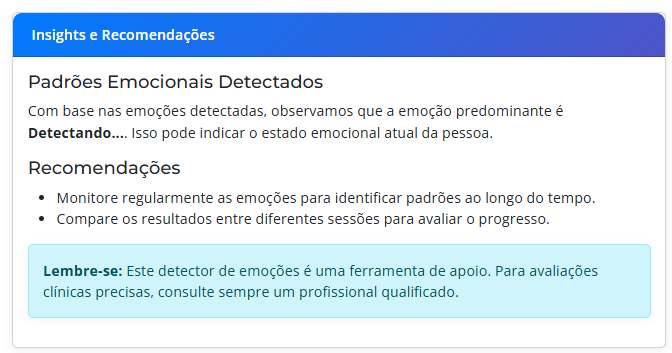 Insights e Recomendações
Padrões Emocionais Detectados
Com base nas emoções detectadas, observamos que a emoção predominante é
Detectando.... Isso pode indicar o estado emocional atual da pessoa.
Recomendações
• Monitore regularmente as emoções para identificar padrões ao longo do tempo.
• Compare os resultados entre diferentes sessões para avaliar o progresso.
Lembre-se: Este detector de emoções é uma ferramenta de apoio. Para avaliações
clínicas precisas, consulte sempre um profissional qualificado.